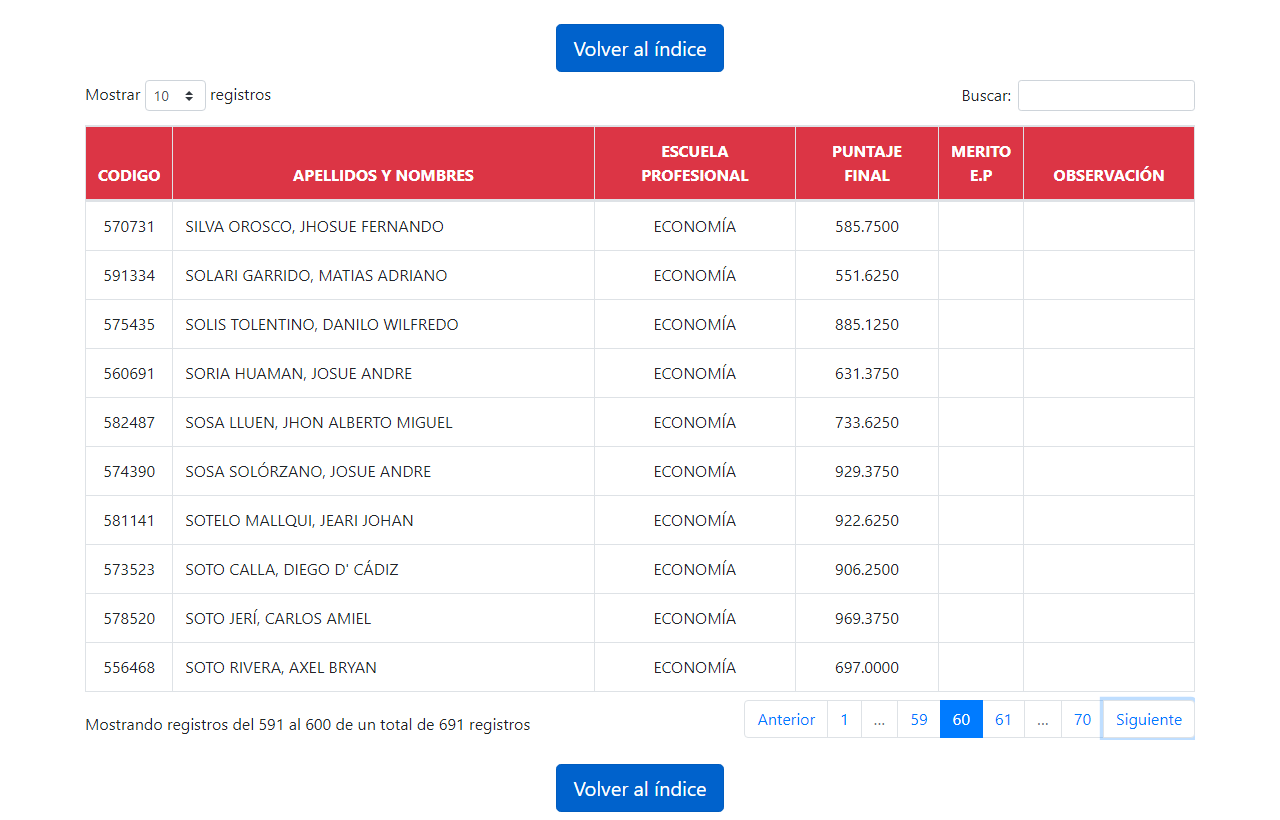 Volver al índice
Mostrar 10 registros Buscar:
CODIGO APELLIDOS Y NOMBRES ESCUELA PROFESIONAL PUNTAJE FINAL MERITO E.P OBSERVACIÓN
570731 SILVA OROSCO, JHOSUE FERNANDO ECONOMÍA 585.7500
591334 SOLARI GARRIDO, MATIAS ADRIANO ECONOMÍA 551.6250
575435 SOLIS TOLENTINO, DANILO WILFREDO ECONOMÍA 885.1250
560691 SORIA HUAMAN, JOSUE ANDRE ECONOMÍA 631.3750
582487 SOSA LLUEN, JHON ALBERTO MIGUEL ECONOMÍA 733.6250
574390 SOSA SOLÓRZANO, JOSUE ANDRE ECONOMÍA 929.3750
581141 SOTELO MALLQUI, JEARI JOHAN ECONOMÍA 922.6250
573523 SOTO CALLA, DIEGO D' CÁDIZ ECONOMÍA 906.2500
578520 SOTO JERÍ, CARLOS AMIEL ECONOMÍA 969.3750
556468 SOTO RIVERA, AXEL BRYAN ECONOMÍA 697.0000
Mostrando registros del 591 al 600 de un total de 691 registros Anterior 1 ... 59 60 61 ... 70 Siguiente
Volver al índice